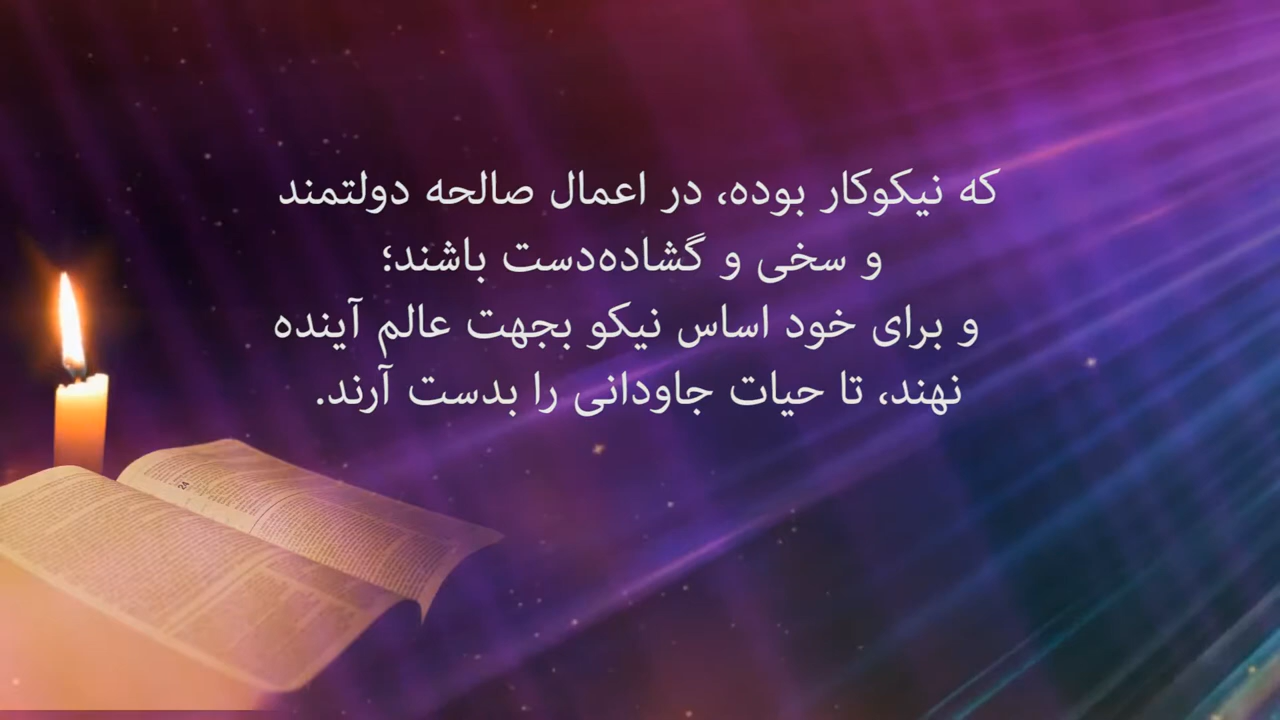 که نیکوکار بوده، در اعمال صالحه دولتمند
و سخی و گشاده‌دست باشند؛
و برای خود اساس نیکو بجهت عالم آینده
نهند، تا حیات جاودانی را بدست آرند.
24